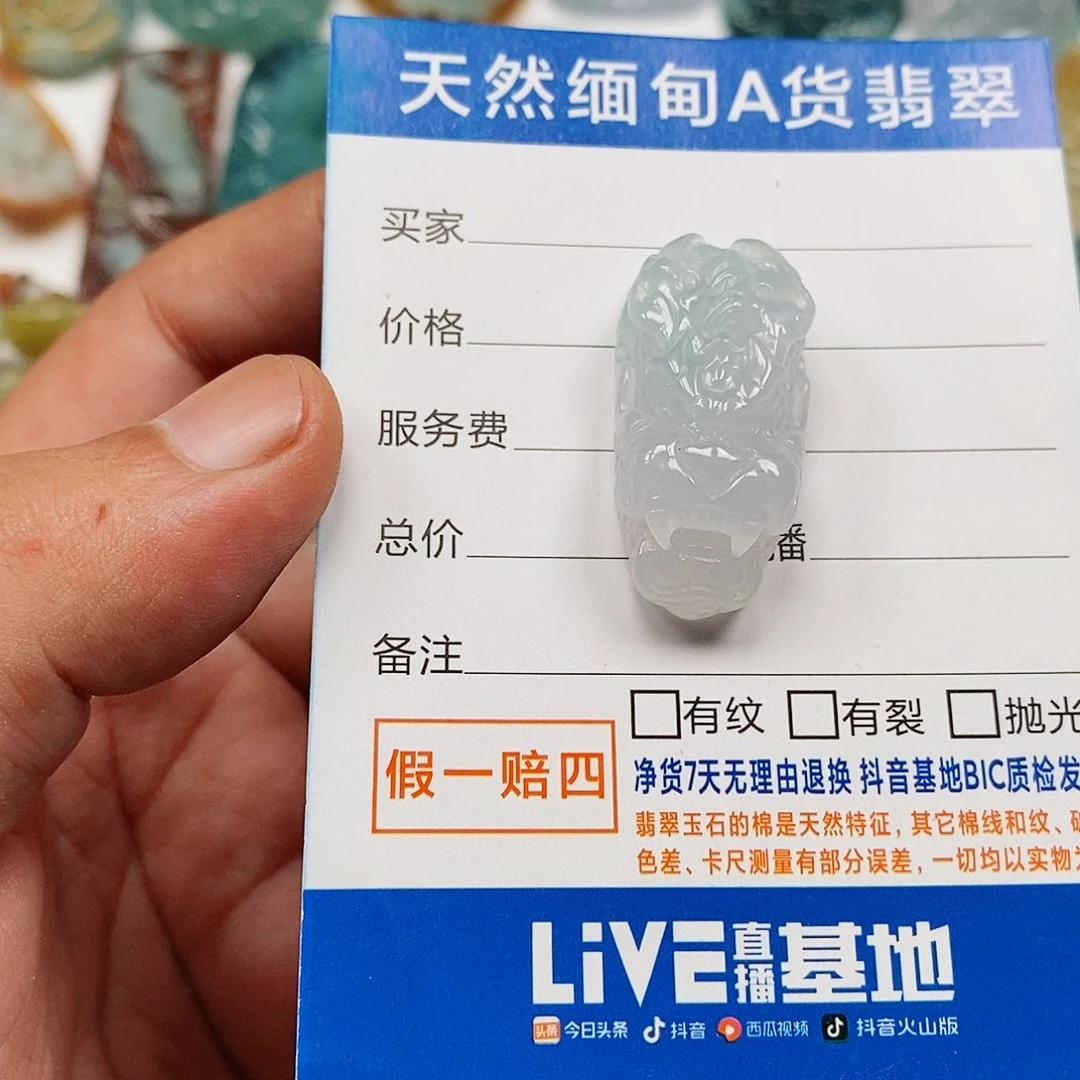 天然缅甸A货翡翠
买家
价格
服务费
总价 播
备注
有纹 有裂 抛光
假一赔四
净货7天无理由退换 抖音基地BIC质检发
翡翠玉石的棉是天然特征，其它棉线和纹、
色差、卡尺测量有部分误差，一切均以实物
LiVE直播基地
头条 今日头条 抖音 西瓜视频 抖音火山版